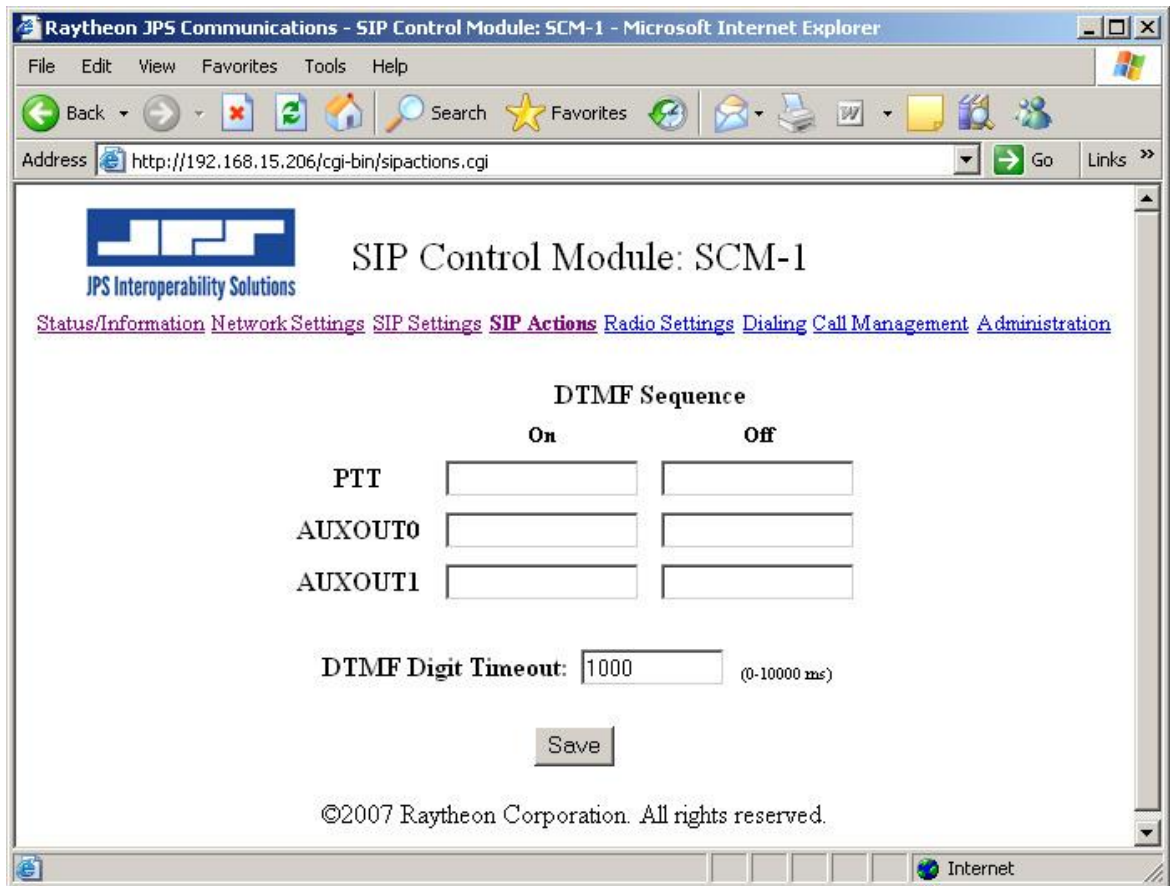 Raytheon JPS Communications - SIP Control Module: SCM-1 - Microsoft Internet Explorer
File Edit View Favorites Tools Help
Back Search Favorites W
Address http://192.168.15.206/cgi-bin/sipactions.cgi Go Links »
JPS
JPS Interoperability Solutions
SIP Control Module: SCM-1
Status/Information Network Settings SIP Settings SIP Actions Radio Settings Dialing Call Management Administration
DTMF Sequence
On Off
PTT
AUXOUT0
AUXOUT1
DTMF Digit Timeout: 1000 (0-10000 ms)
Save
©2007 Raytheon Corporation. All rights reserved.
Internet